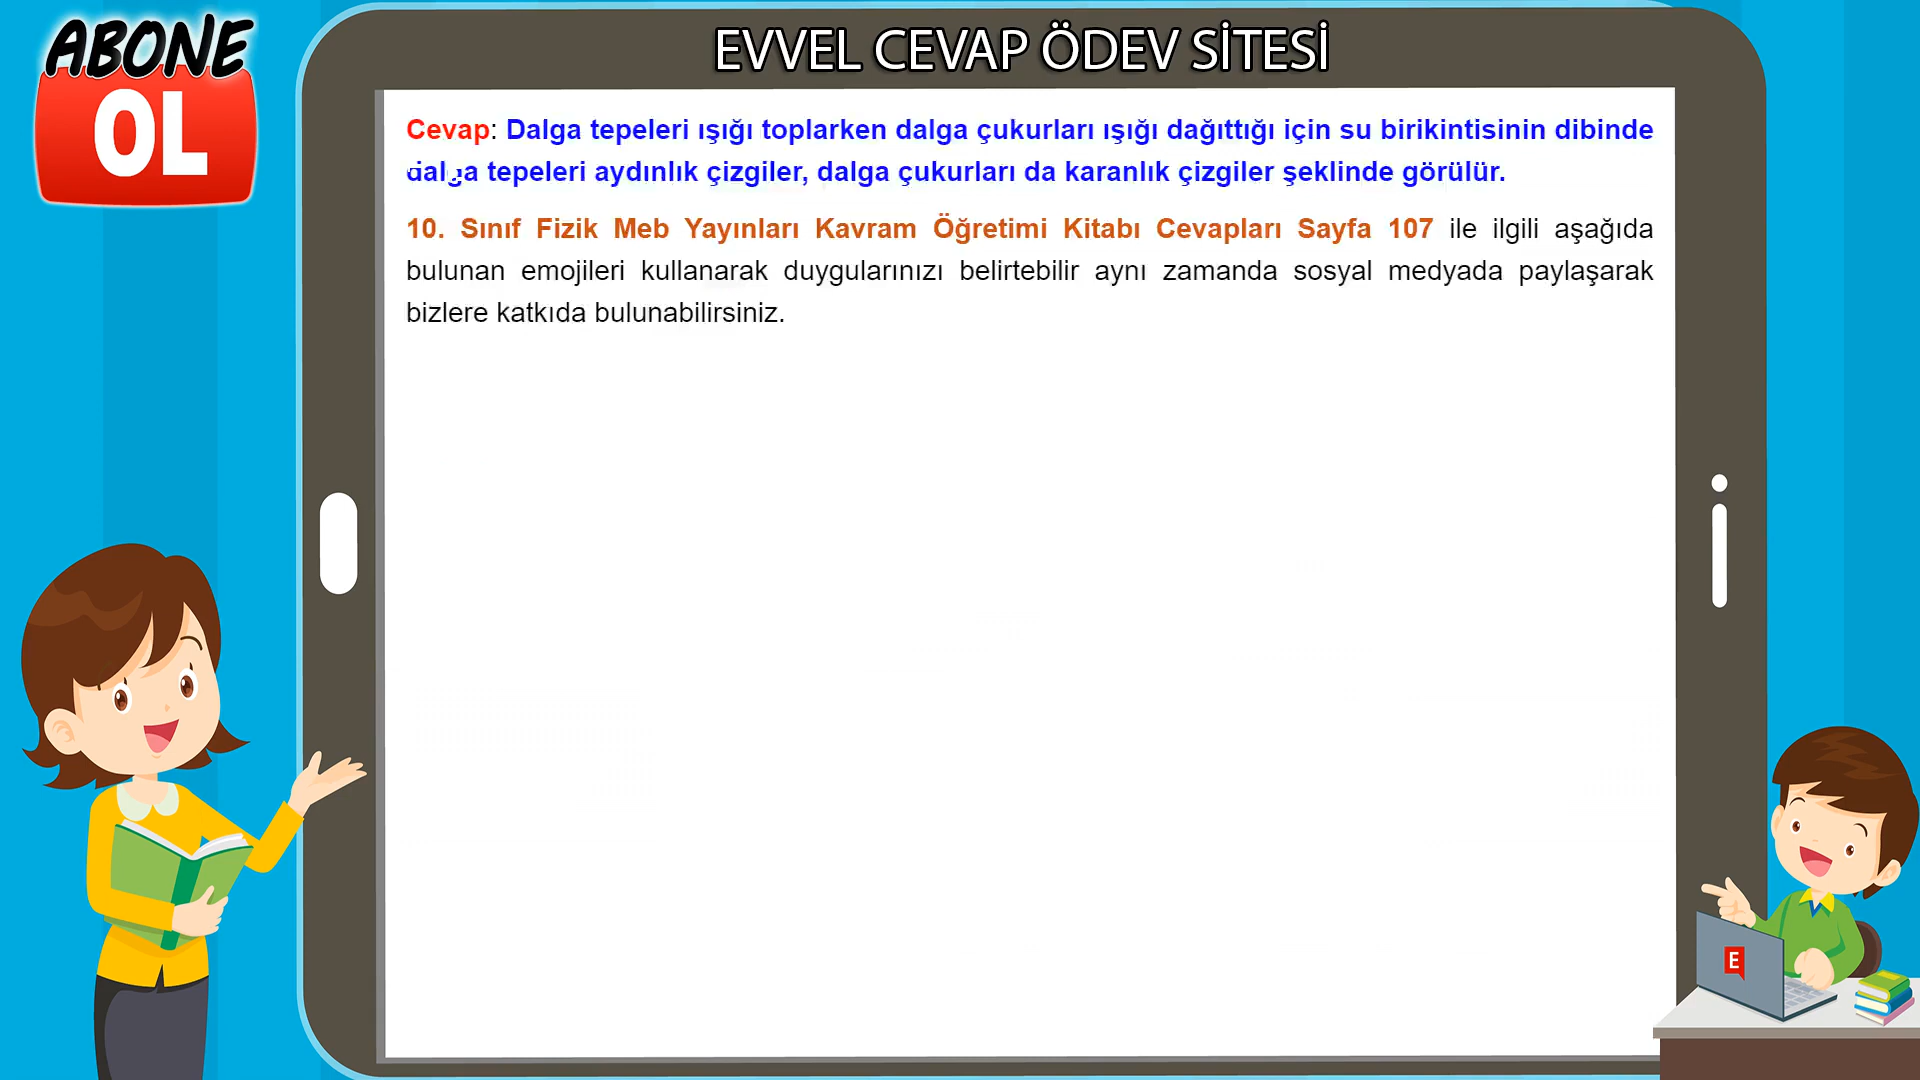 ABONE
OL
EVVEL CEVAP ÖDEV SİTESİ
Cevap: Dalga tepeleri ışığı toplarken dalga çukurları ışığı dağıttığı için su birikintisinin dibinde
dalga tepeleri aydınlık çizgiler, dalga çukurları da karanlık çizgiler şeklinde görülür.
10. Sınıf Fizik Meb Yayınları Kavram Öğretimi Kitabı Cevapları Sayfa 107 ile ilgili aşağıda
bulunan emojileri kullanarak duygularınızı belirtebilir aynı zamanda sosyal medyada paylaşarak
bizlere katkıda bulunabilirsiniz.
E